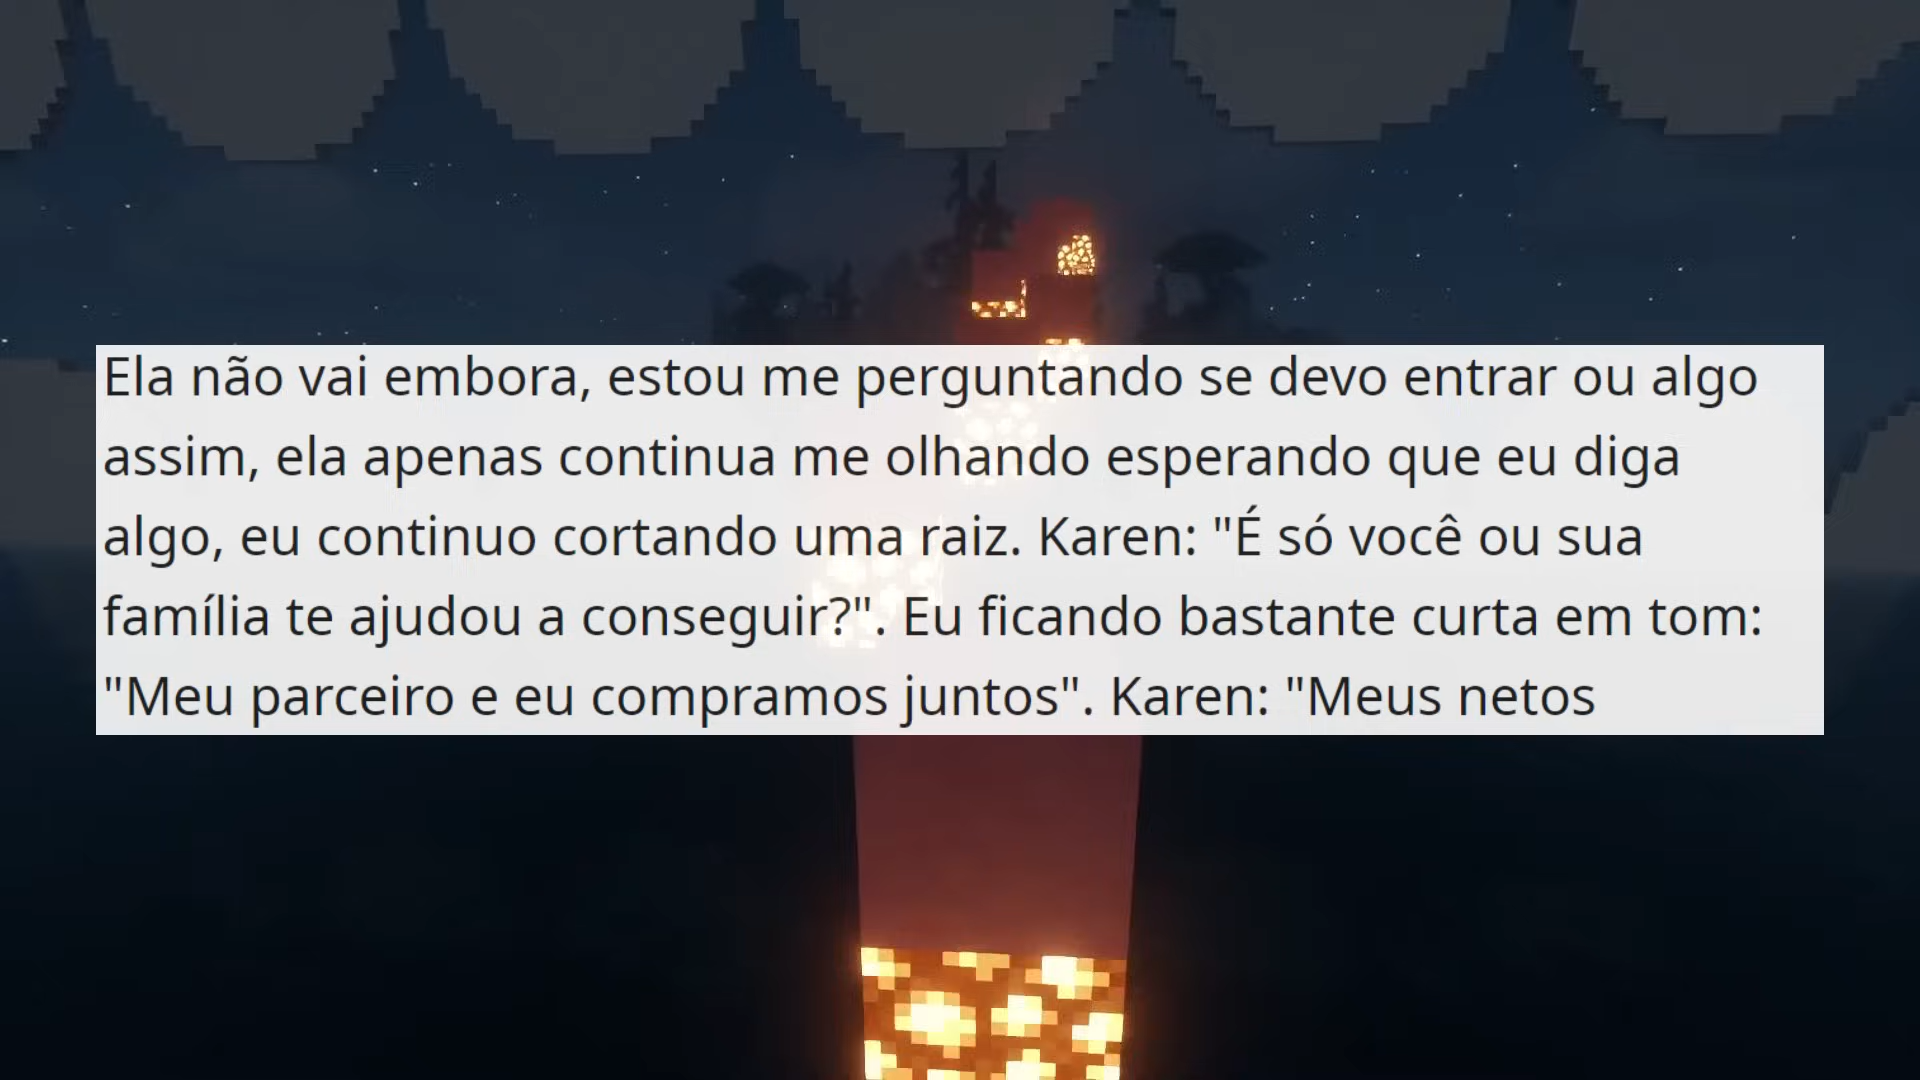 Ela não vai embora, estou me perguntando se devo entrar ou algo
assim, ela apenas continua me olhando esperando que eu diga
algo, eu continuo cortando uma raiz. Karen: "É só você ou sua
família te ajudou a conseguir?". Eu ficando bastante curta em tom:
"Meu parceiro e eu compramos juntos". Karen: "Meus netos